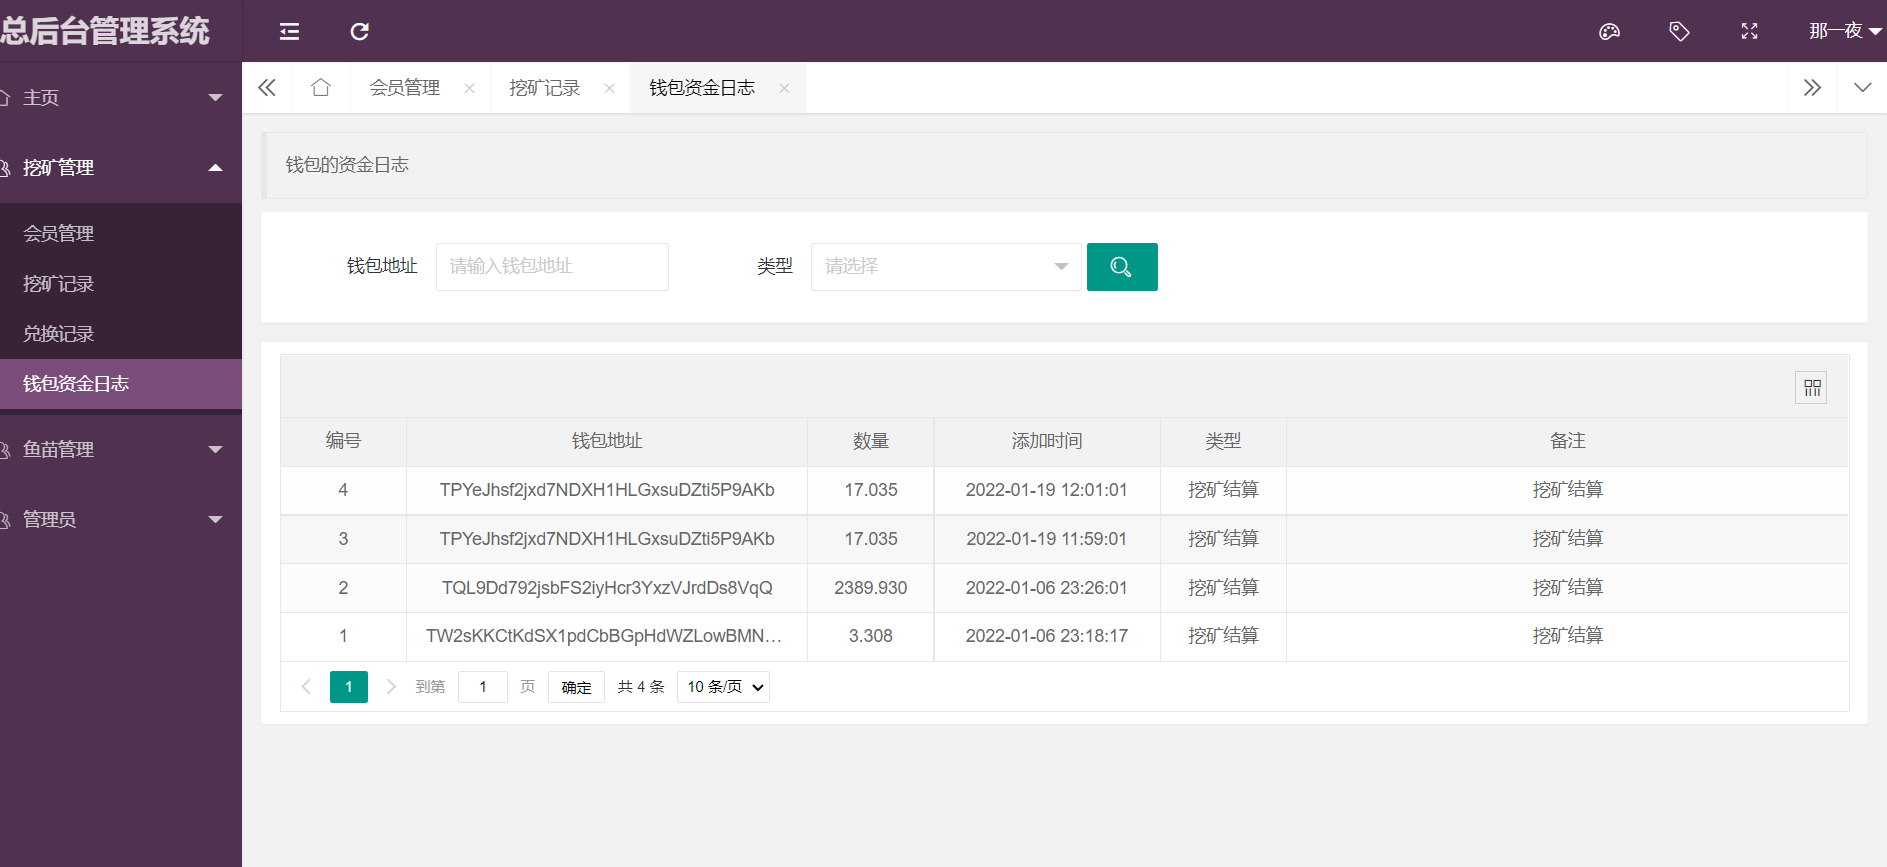 总后台管理系统
那一夜
主页
挖矿管理
会员管理
挖矿记录
兑换记录
钱包资金日志
鱼苗管理
管理员
会员管理 挖矿记录 钱包资金日志
钱包的资金日志
钱包地址 请输入钱包地址 类型 请选择
编号 钱包地址 数量 添加时间 类型 备注
4 TPYeJhsf2jxd7NDXH1HLGxsuDZti5P9AKb 17.035 2022-01-19 12:01:01 挖矿结算 挖矿结算
3 TPYeJhsf2jxd7NDXH1HLGxsuDZti5P9AKb 17.035 2022-01-19 11:59:01 挖矿结算 挖矿结算
2 TQL9Dd792jsbFS2iyHcr3YxzVJrdDs8VqQ 2389.930 2022-01-06 23:26:01 挖矿结算 挖矿结算
1 TW2sKKCtKdSX1pdCbBGpHdWZLowBMN... 3.308 2022-01-06 23:18:17 挖矿结算 挖矿结算
1 到第 1 页 确定 共 4 条 10 条/页